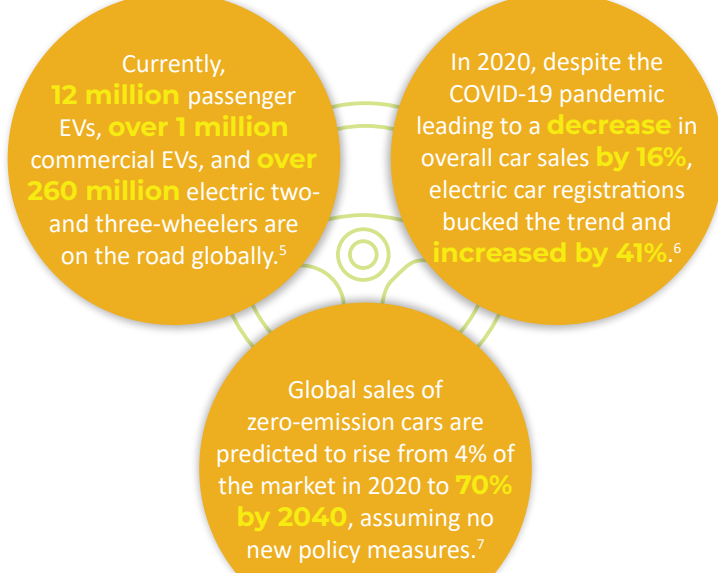 Currently,
12 million passenger
EVs, over 1 million
commercial EVs, and over
260 million electric two-
and three-wheelers are
on the road globally.5
In 2020, despite the
COVID-19 pandemic
leading to a decrease in
overall car sales by 16%,
electric car registrations
bucked the trend and
increased by 41%.6
Global sales of
zero-emission cars are
predicted to rise from 4% of
the market in 2020 to 70%
by 2040, assuming no
new policy measures.7